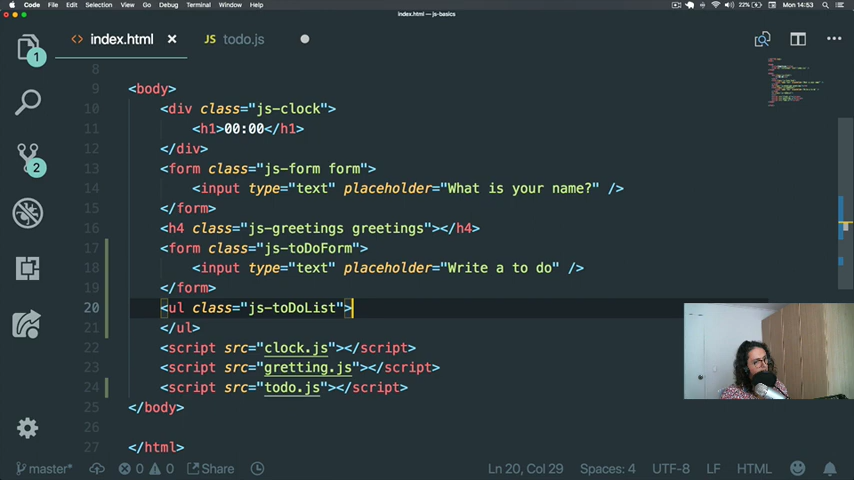 Code File Edit Selection View Go Debug Terminal Window Help 22% Mon 14:53
index.html — js-basics
<> index.html × JS todo.js
1
2
8
9 <body>
10 <div class="js-clock">
11 <h1>00:00</h1>
12 </div>
13 <form class="js-form form">
14 <input type="text" placeholder="What is your name?" />
15 </form>
16 <h4 class="js-greetings greetings"></h4>
17 <form class="js-toDoForm">
18 <input type="text" placeholder="Write a to do" />
19 </form>
20 <ul class="js-toDoList">
21 </ul>
22 <script src="clock.js"></script>
23 <script src="gretting.js"></script>
24 <script src="todo.js"></script>
25 </body>
26
27 </html>
master* 0 0 Share Ln 20, Col 29 Spaces: 4 UTF-8 LF HTML